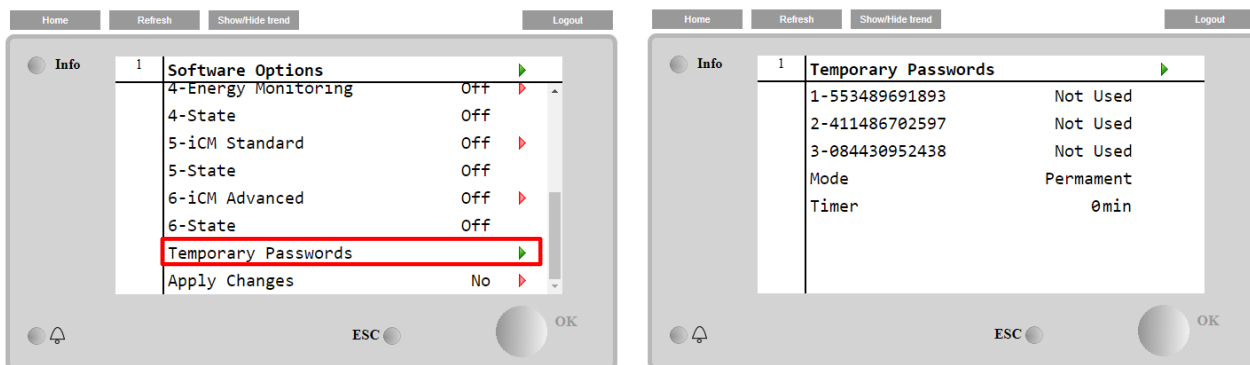 Home Refresh Show/Hide trend Logout
Info
1 Software Options
4-Energy Monitoring Off
4-State Off
5-iCM Standard Off
5-State Off
6-iCM Advanced Off
6-State Off
Temporary Passwords
Apply Changes No
ESC
OK
Home Refresh Show/Hide trend Logout
Info
1 Temporary Passwords
1-553489691893 Not Used
2-411486702597 Not Used
3-084430952438 Not Used
Mode Permament
Timer 0min
ESC
OK